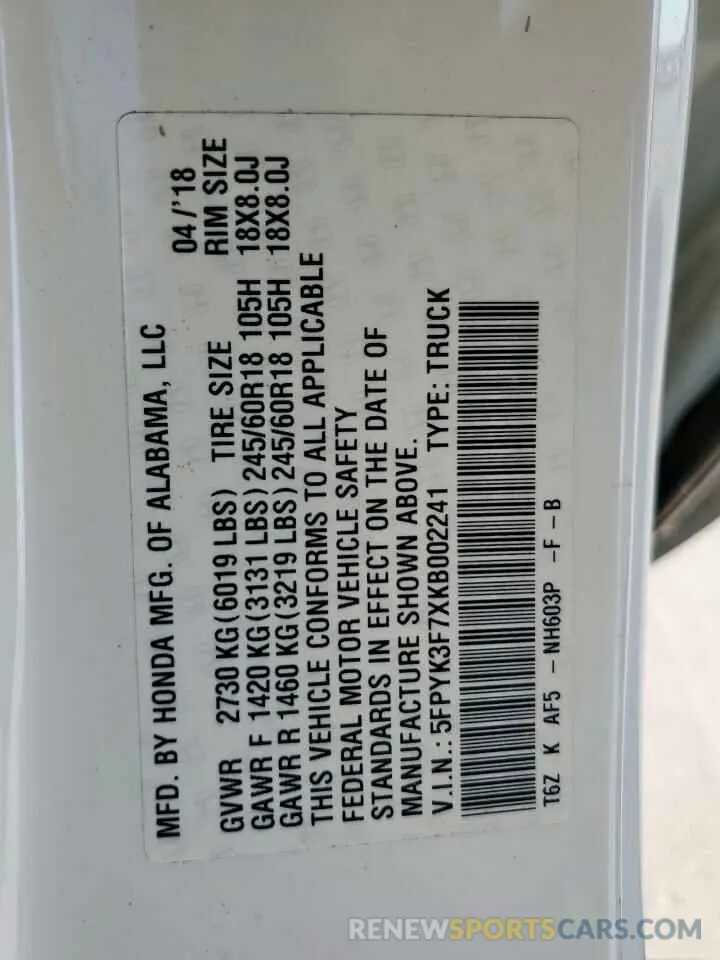 MFD. BY HONDA MFG. OF ALABAMA, LLC 04/'18
GVWR 2730 KG(6019 LBS) TIRE SIZE RIM SIZE
GAWR F 1420 KG(3131 LBS) 245/60R18 105H 18X8.0J
GAWR R 1460 KG(3219 LBS) 245/60R18 105H 18X8.0J
THIS VEHICLE CONFORMS TO ALL APPLICABLE
FEDERAL MOTOR VEHICLE SAFETY
STANDARDS IN EFFECT ON THE DATE OF
MANUFACTURE SHOWN ABOVE.
V.I.N.: 5FPYK3F7XKB002241 TYPE: TRUCK
T6Z K AF5 - NH603P -F-B
RENEWSPORTSCARS.COM